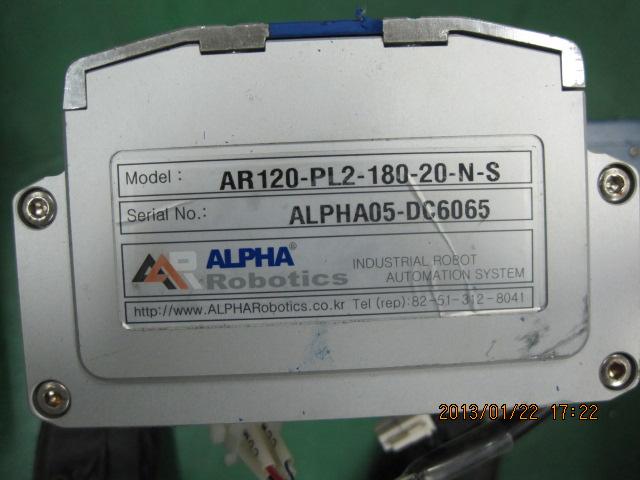 Model : AR120-PL2-180-20-N-S
Serial No.: ALPHA05-DC6065
AR ALPHA® Robotics
INDUSTRIAL ROBOT
AUTOMATION SYSTEM
http://www.ALPHARobotics.co.kr Tel (rep):82-51-312-8041
2013/01/22 17:22